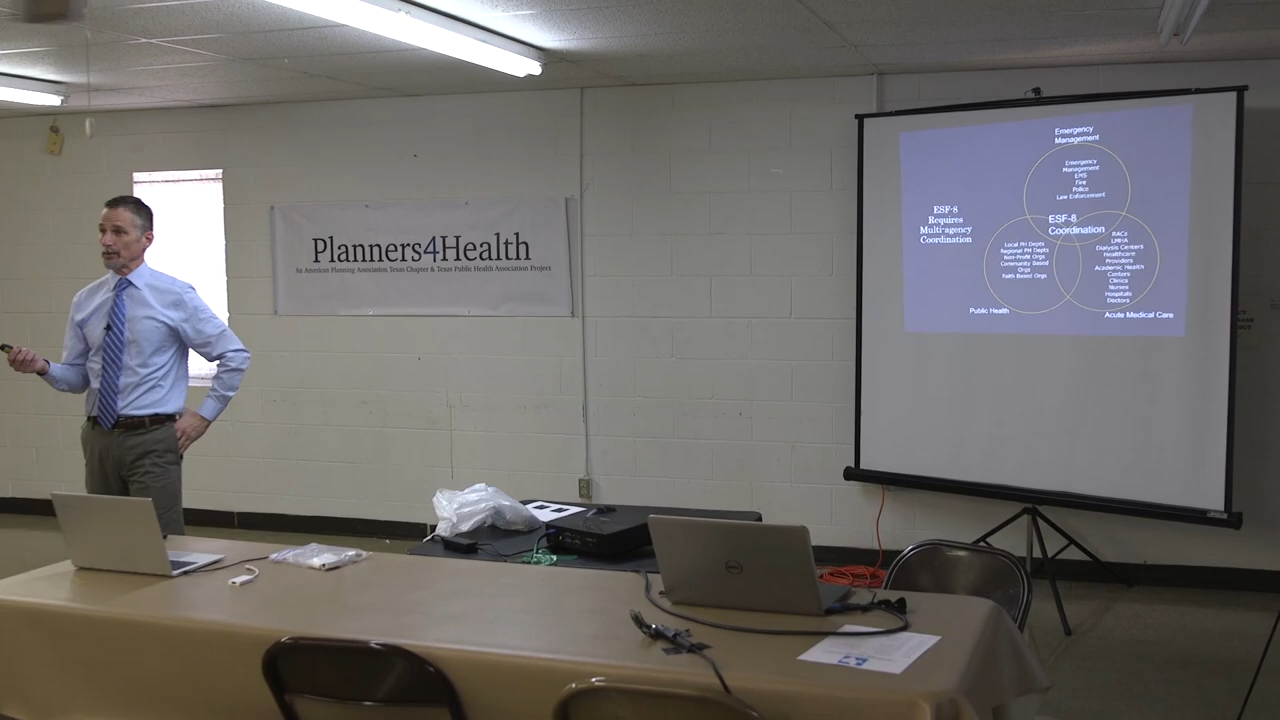 Planners4Health
An American Planning Association, Texas Chapter & Texas Public Health Association Project
Emergency
Management
Emergency
Management
EMS
Fire
Police
Law Enforcement
ESF-8
Requires
Multi-agency
Coordination
ESF-8
Coordination
Local PH Depts
Regional PH Depts
Non-Profit Orgs
Community Based
Orgs
Faith Based Orgs
RACs
LMHA
Dialysis Centers
Healthcare
Providers
Academic Health
Centers
Clinics
Nurses
Hospitals
Doctors
Public Health
Acute Medical Care
DELL